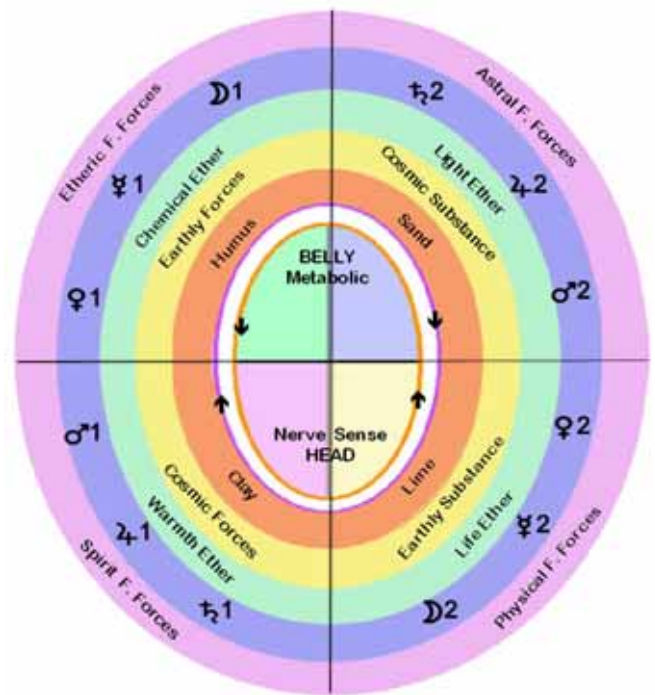 Etheric F. Forces
☽1
☿1
♀1
Chemical Ether
Earthly Forces
Humus
Astral F. Forces
♄2
♃2
♂2
Light Ether
Cosmic Substance
Sand
BELLY
Metabolic
Nerve Sense
HEAD
♂1
♃1
♄1
Spirit F. Forces
Warmth Ether
Cosmic Forces
Clay
♀2
☿2
☽2
Physical F. Forces
Life Ether
Earthly Substance
Lime